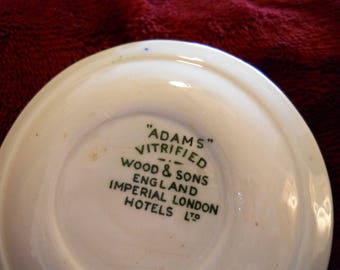 "ADAMS"
VITRIFIED
WOOD & SONS
ENGLAND
IMPERIAL LONDON
HOTELS LTD